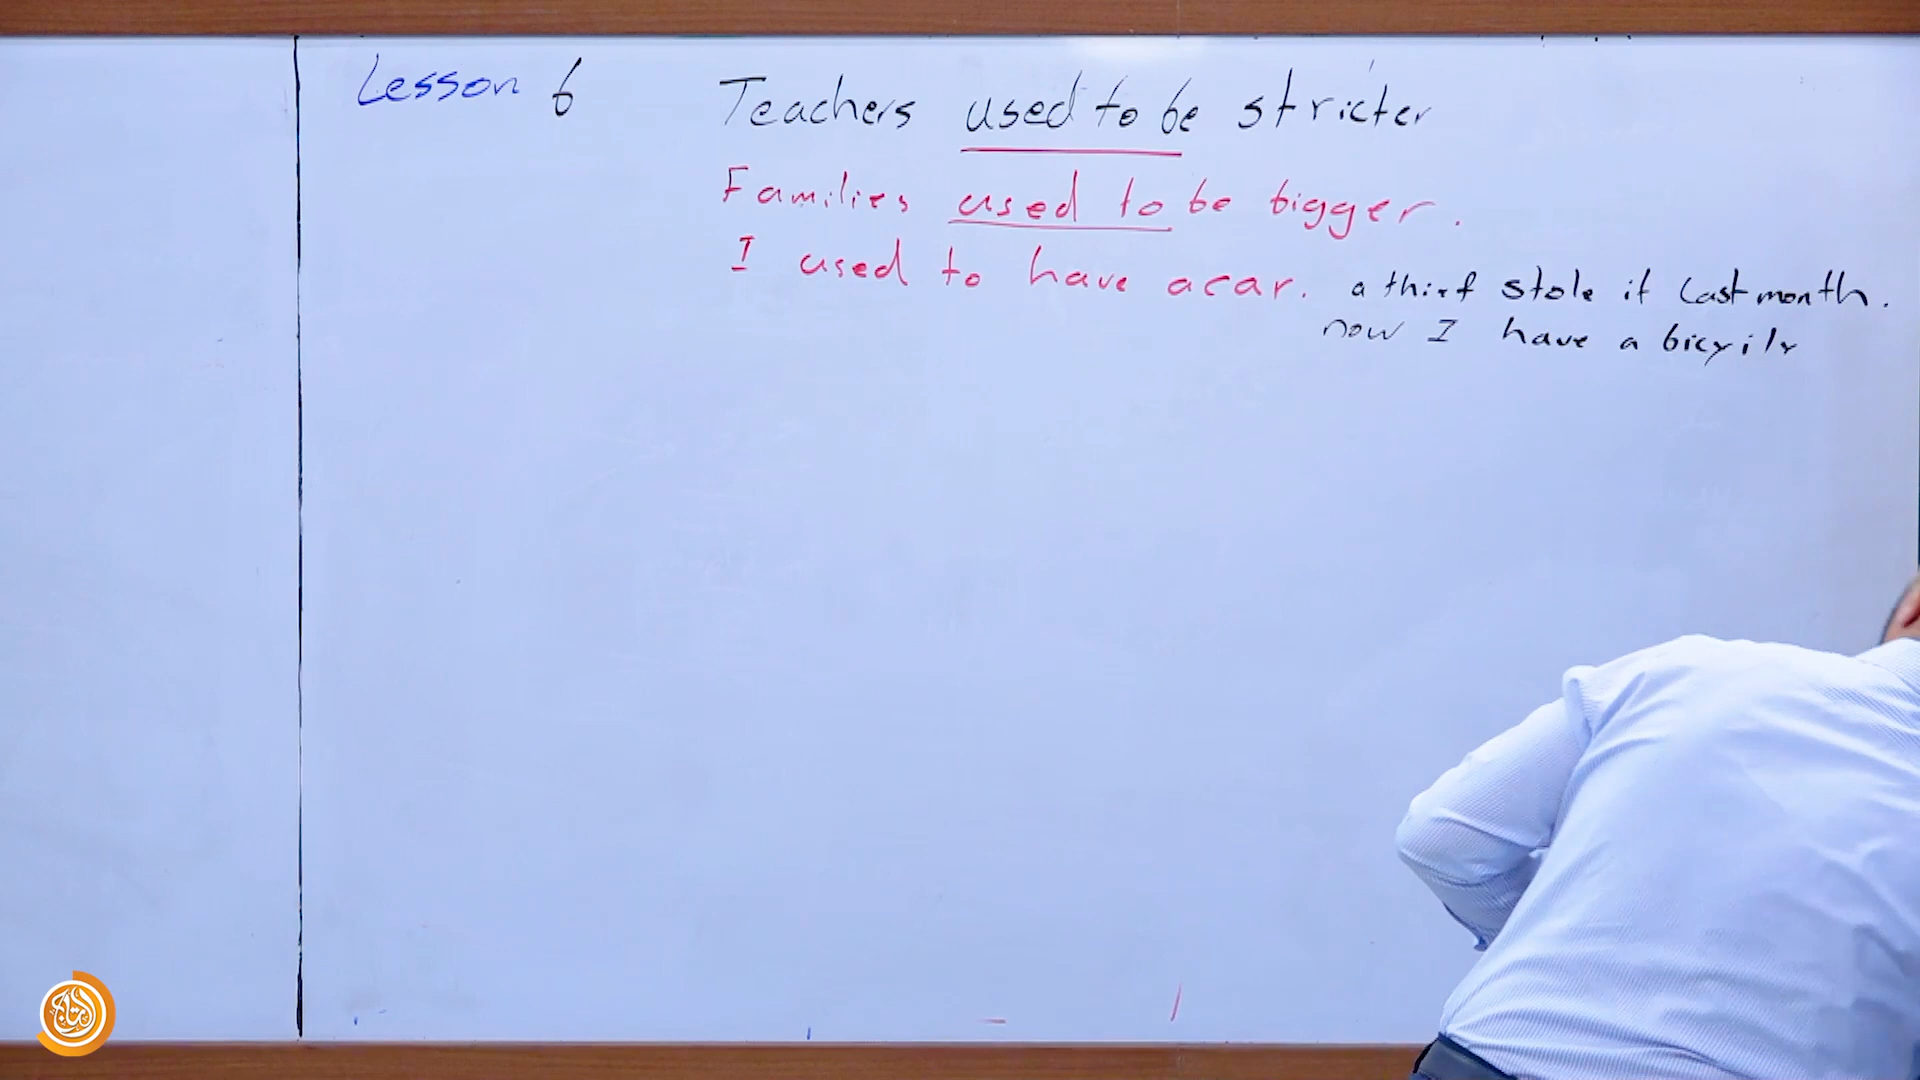 Lesson 6
Teachers used to be stricter
Families used to be bigger.
I used to have a car. a thief stole it last month.
now I have a bicyile